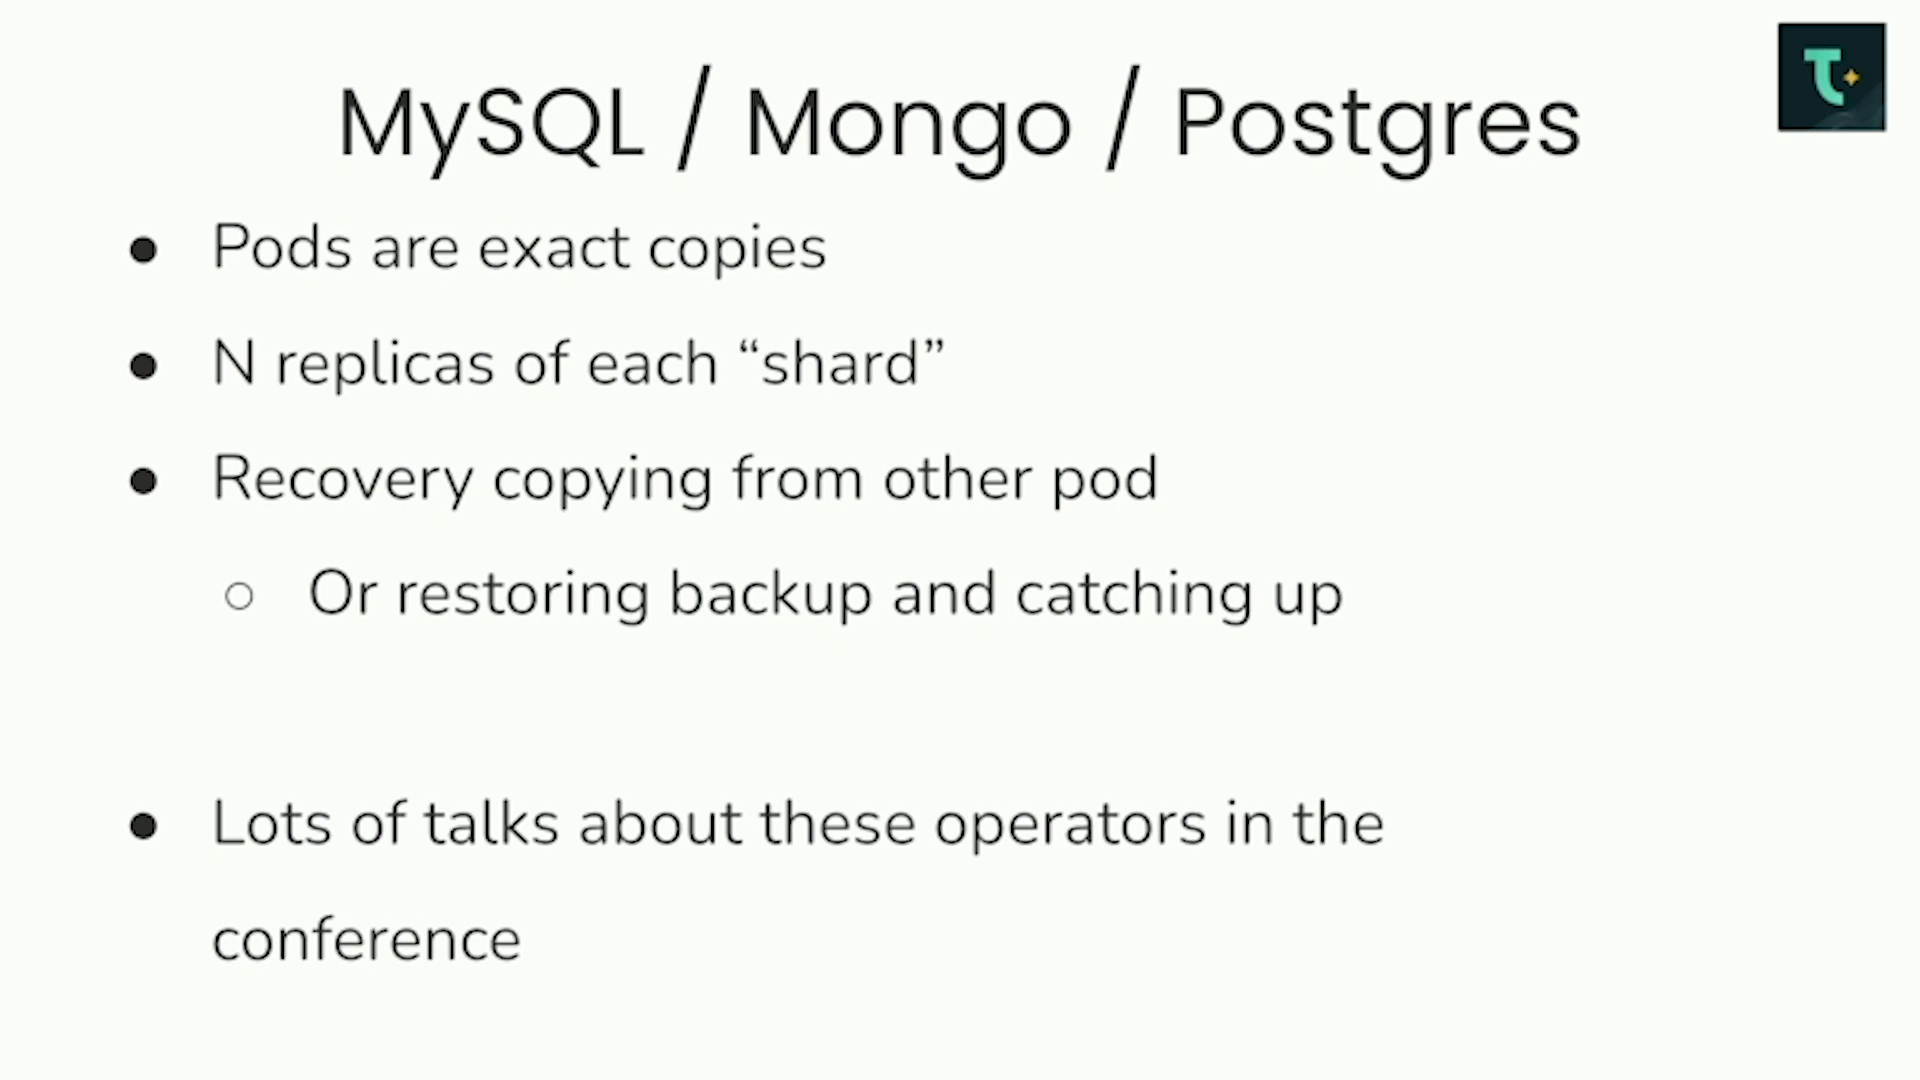 MySQL / Mongo / Postgres
● Pods are exact copies
● N replicas of each “shard”
● Recovery copying from other pod
○ Or restoring backup and catching up
● Lots of talks about these operators in the
conference